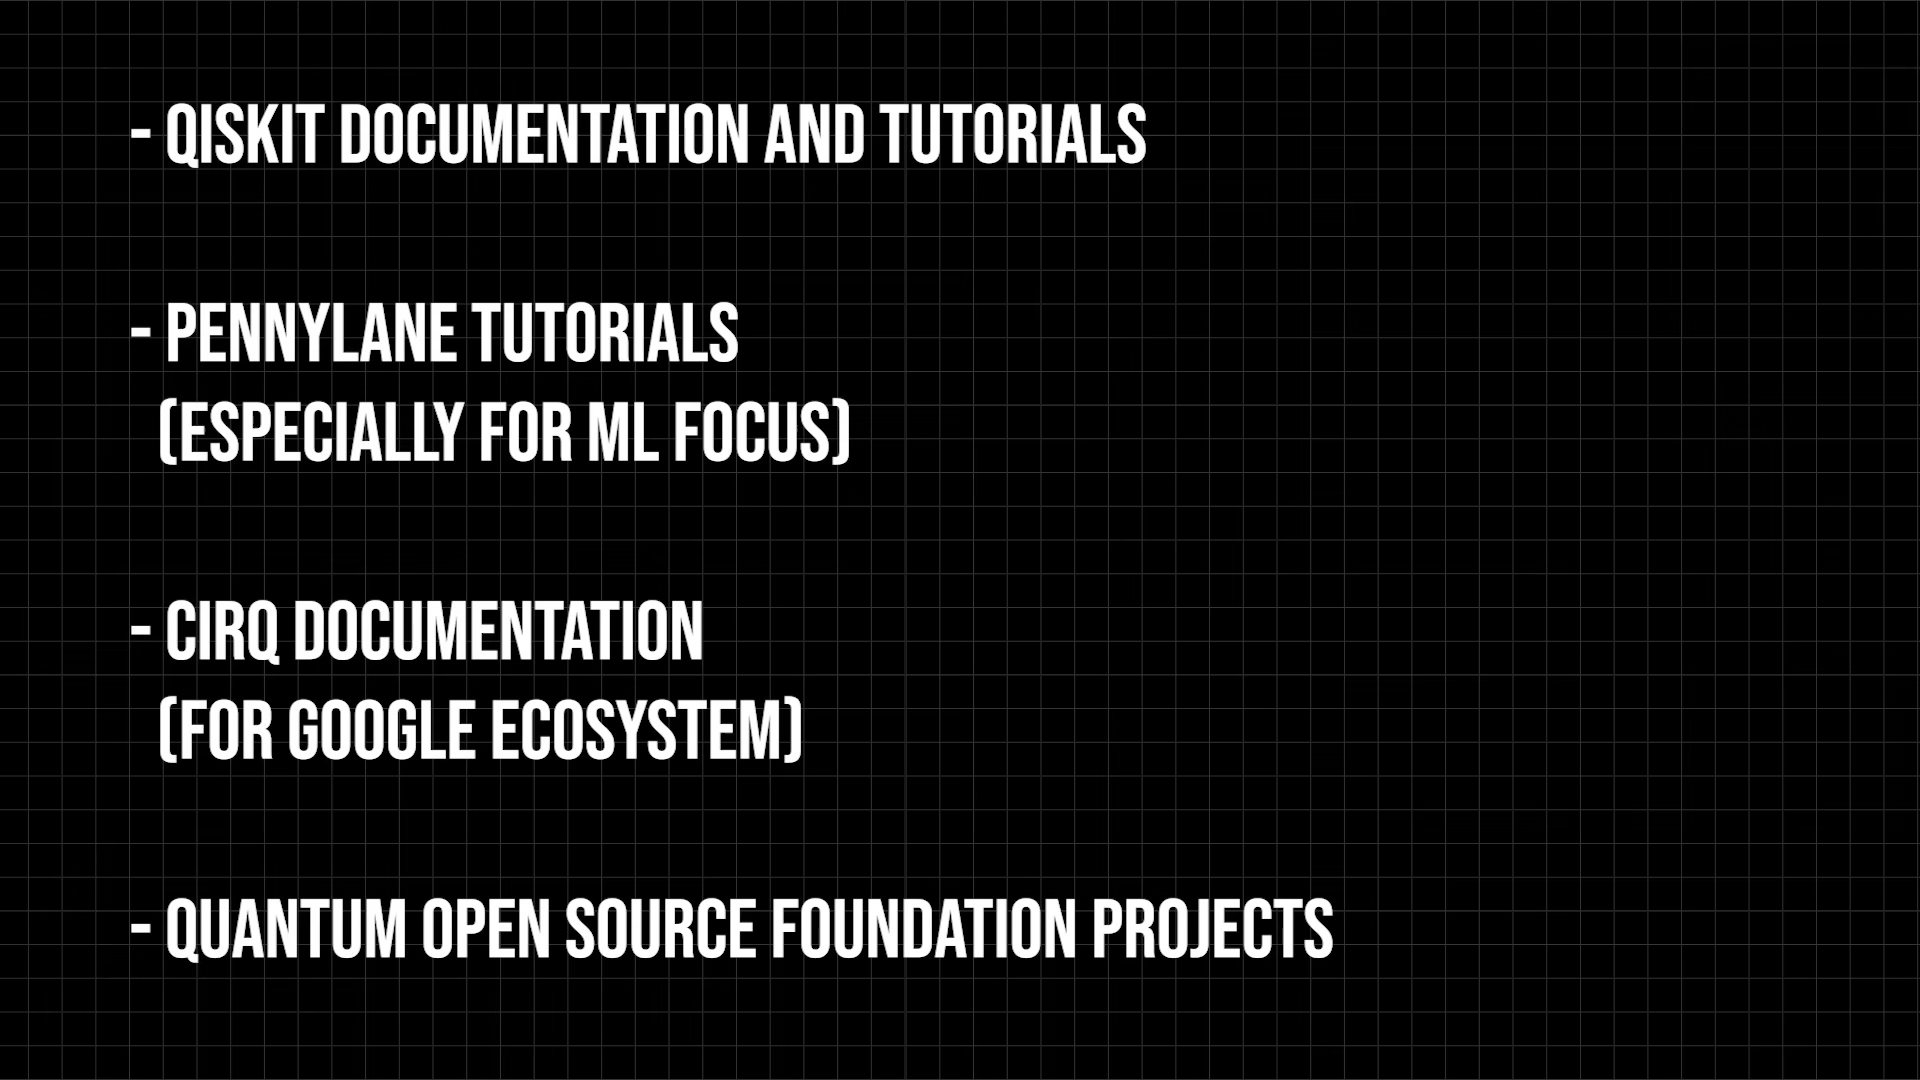 - QISKIT DOCUMENTATION AND TUTORIALS
- PENNYLANE TUTORIALS
(ESPECIALLY FOR ML FOCUS)
- CIRQ DOCUMENTATION
(FOR GOOGLE ECOSYSTEM)
- QUANTUM OPEN SOURCE FOUNDATION PROJECTS